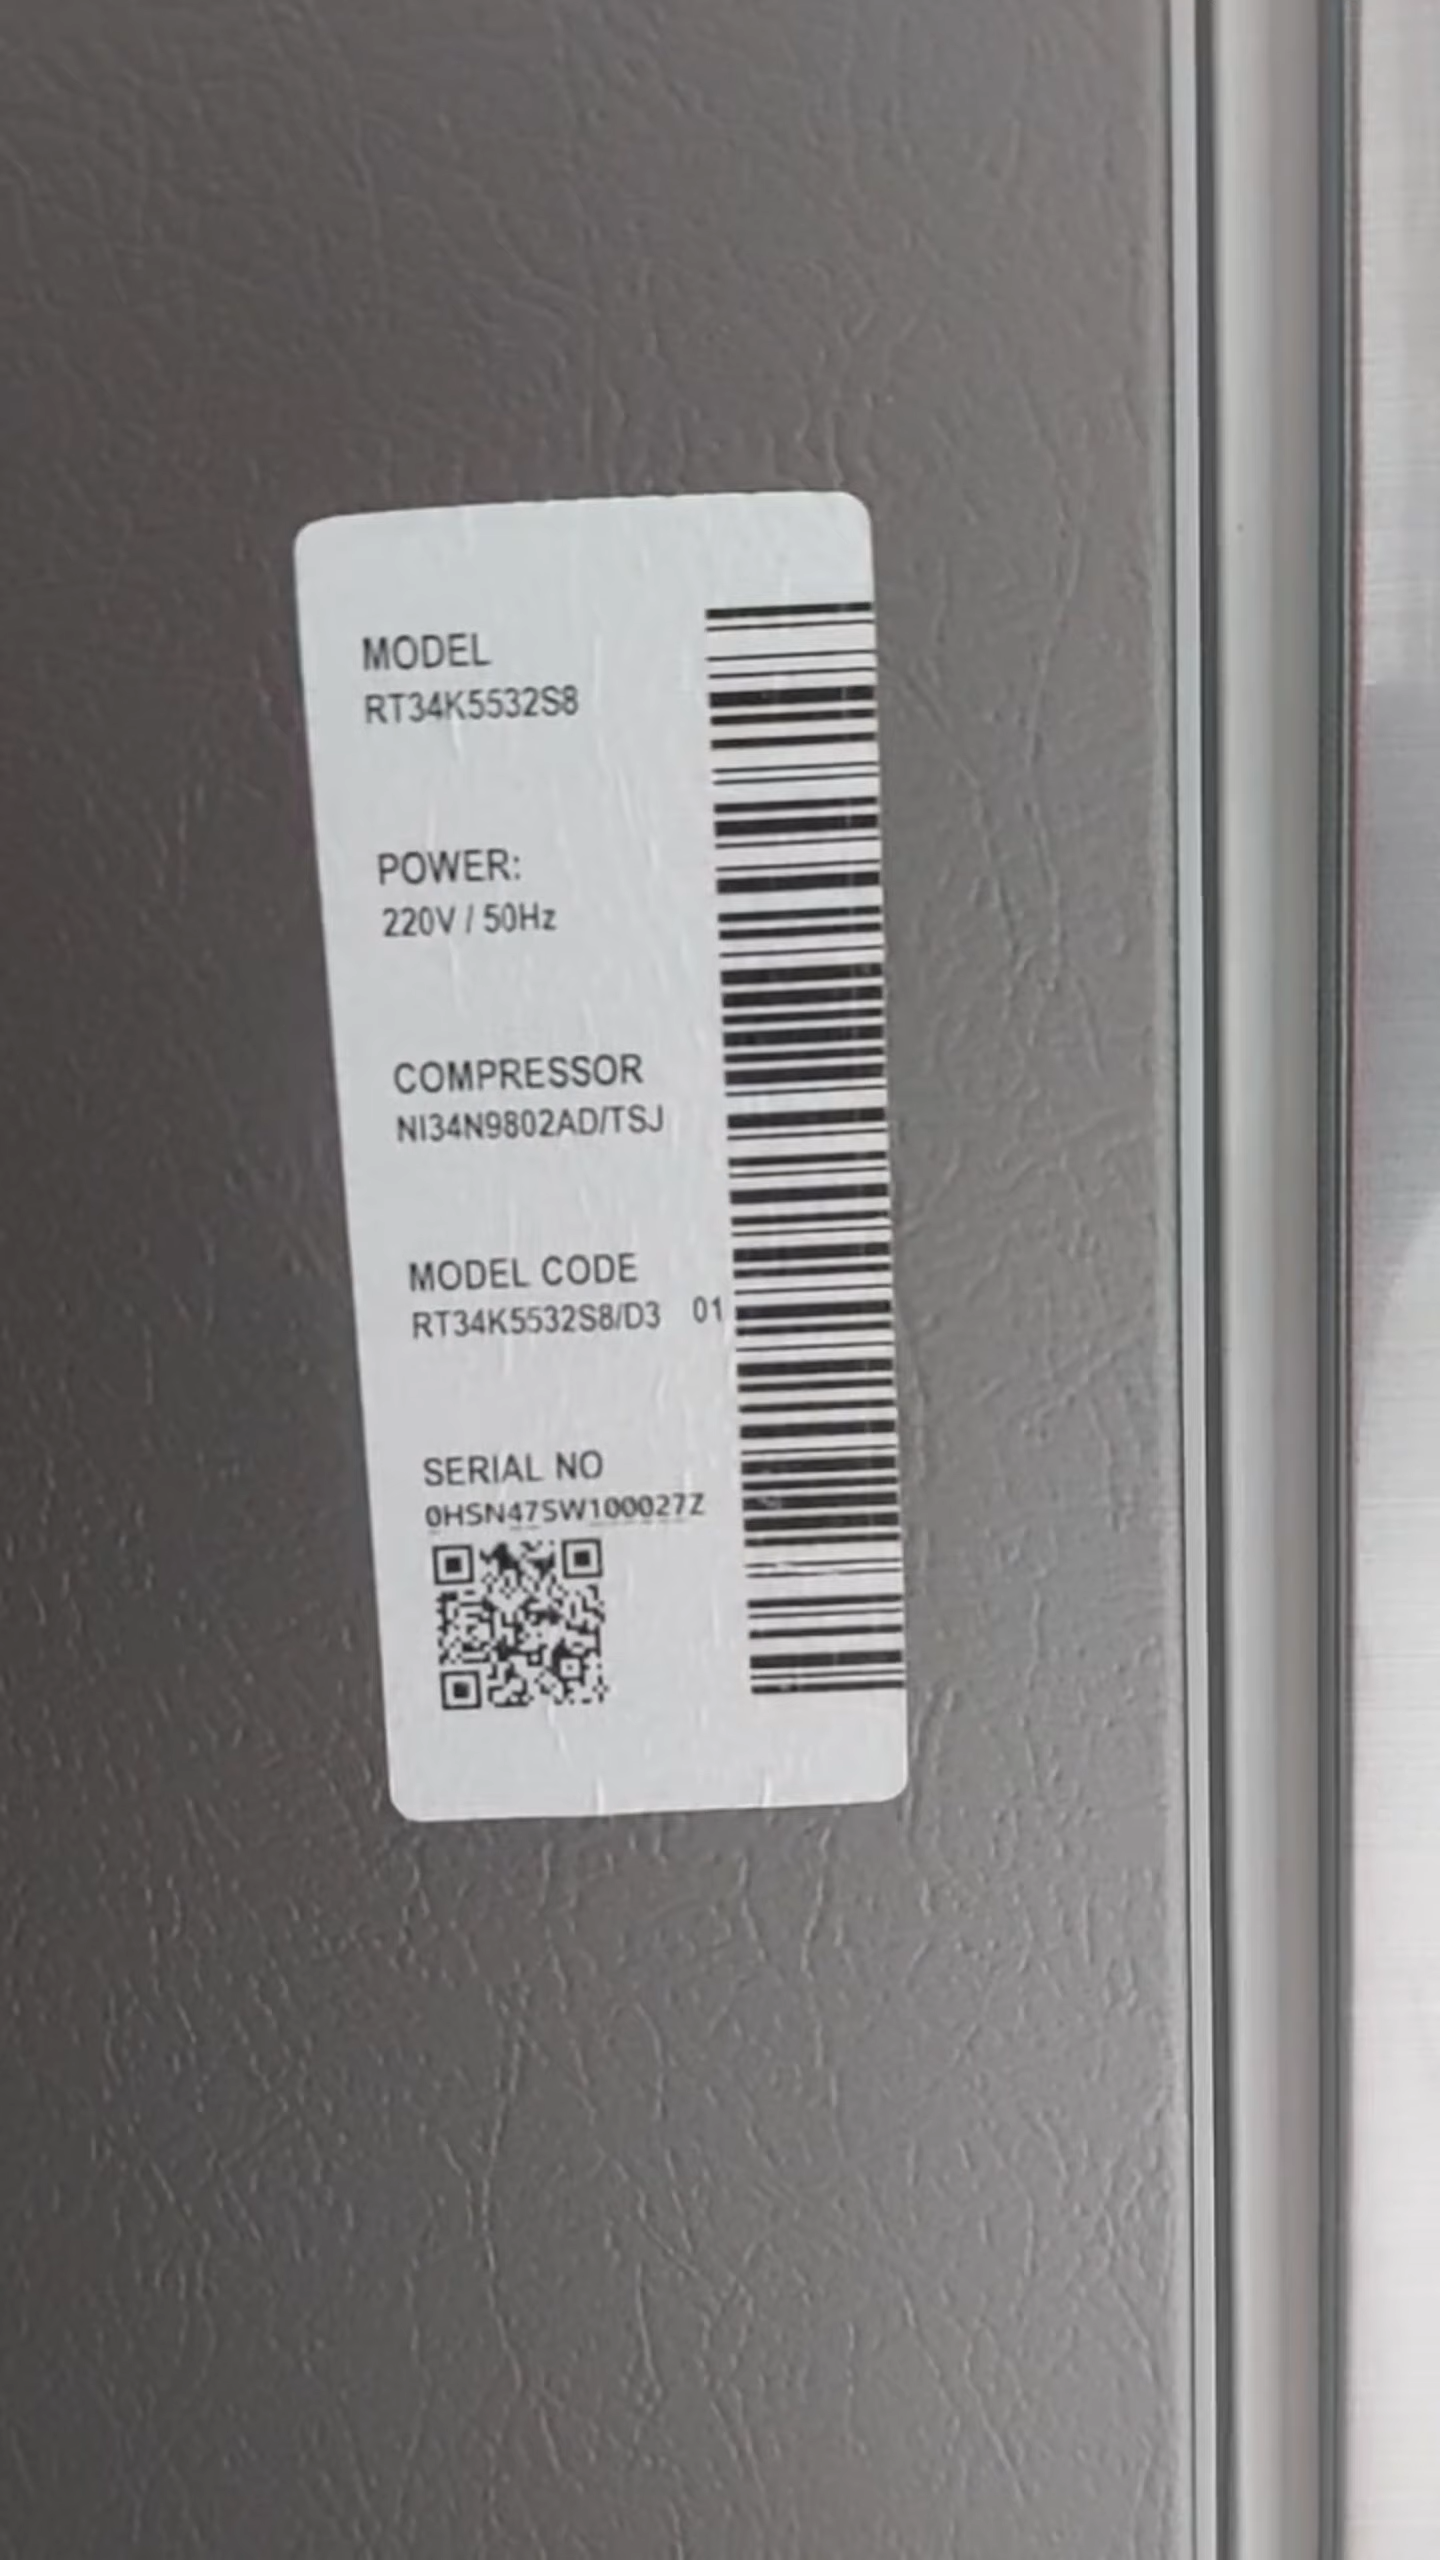 MODEL
RT34K5532S8
POWER:
220V / 50Hz
COMPRESSOR
NI34N9802AD/TSJ
MODEL CODE
RT34K5532S8/D3 01
SERIAL NO
0HSN47SW100027Z